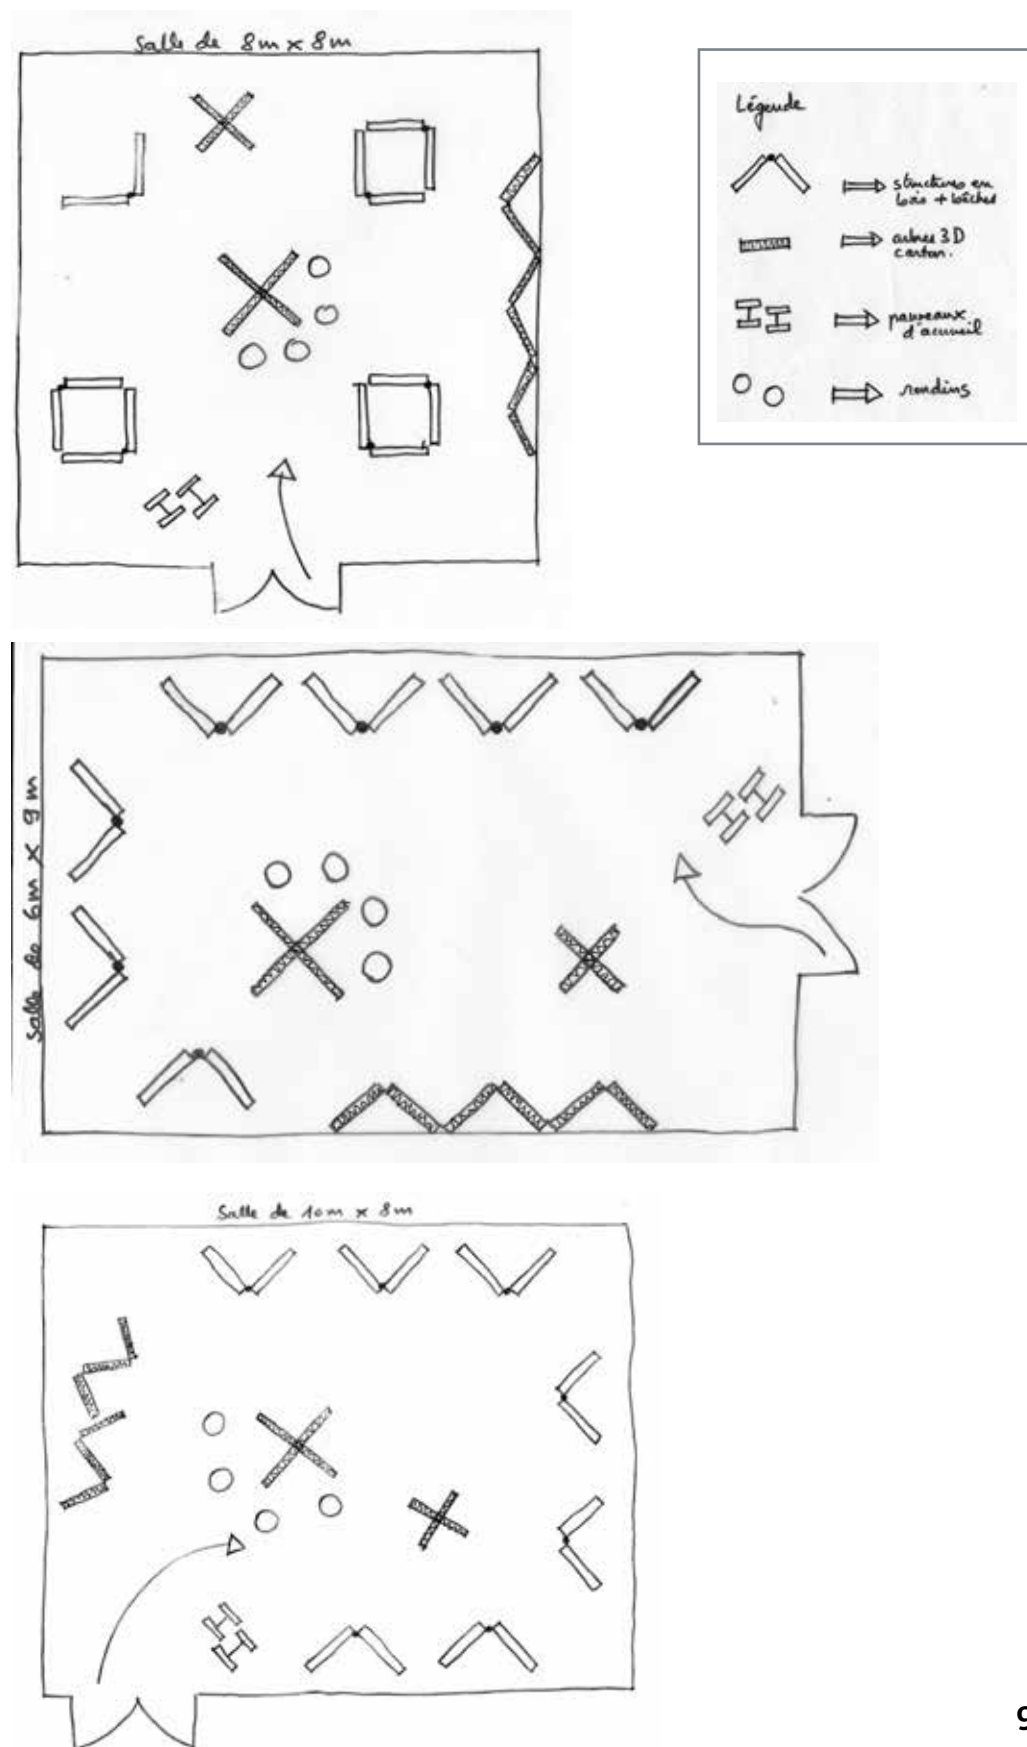 Salle de 8m x 8m
Légende
structures en
bois + bâches
arbres 3D
carton.
panneaux
d'accueil
rondins
Salle de 6m x 9m
Salle de 10m x 8m
9